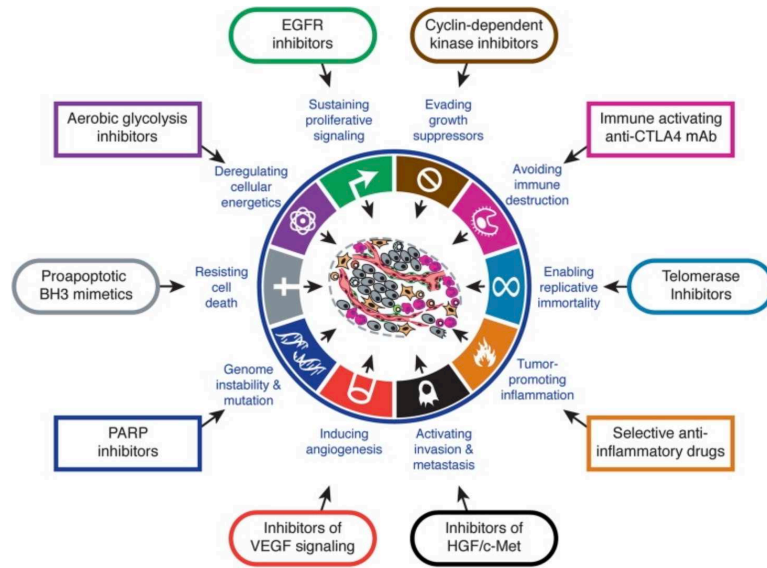 EGFR
inhibitors
Cyclin-dependent
kinase inhibitors
Sustaining
proliferative
signaling
Evading
growth
suppressors
Aerobic glycolysis
inhibitors
Immune activating
anti-CTLA4 mAb
Deregulating
cellular
energetics
Avoiding
immune
destruction
Proapoptotic
BH3 mimetics
Resisting
cell
death
Enabling
replicative
immortality
Telomerase
Inhibitors
Genome
instability &
mutation
Tumor-
promoting
inflammation
PARP
inhibitors
Inducing
angiogenesis
Activating
invasion &
metastasis
Selective anti-
inflammatory drugs
Inhibitors of
VEGF signaling
Inhibitors of
HGF/c-Met